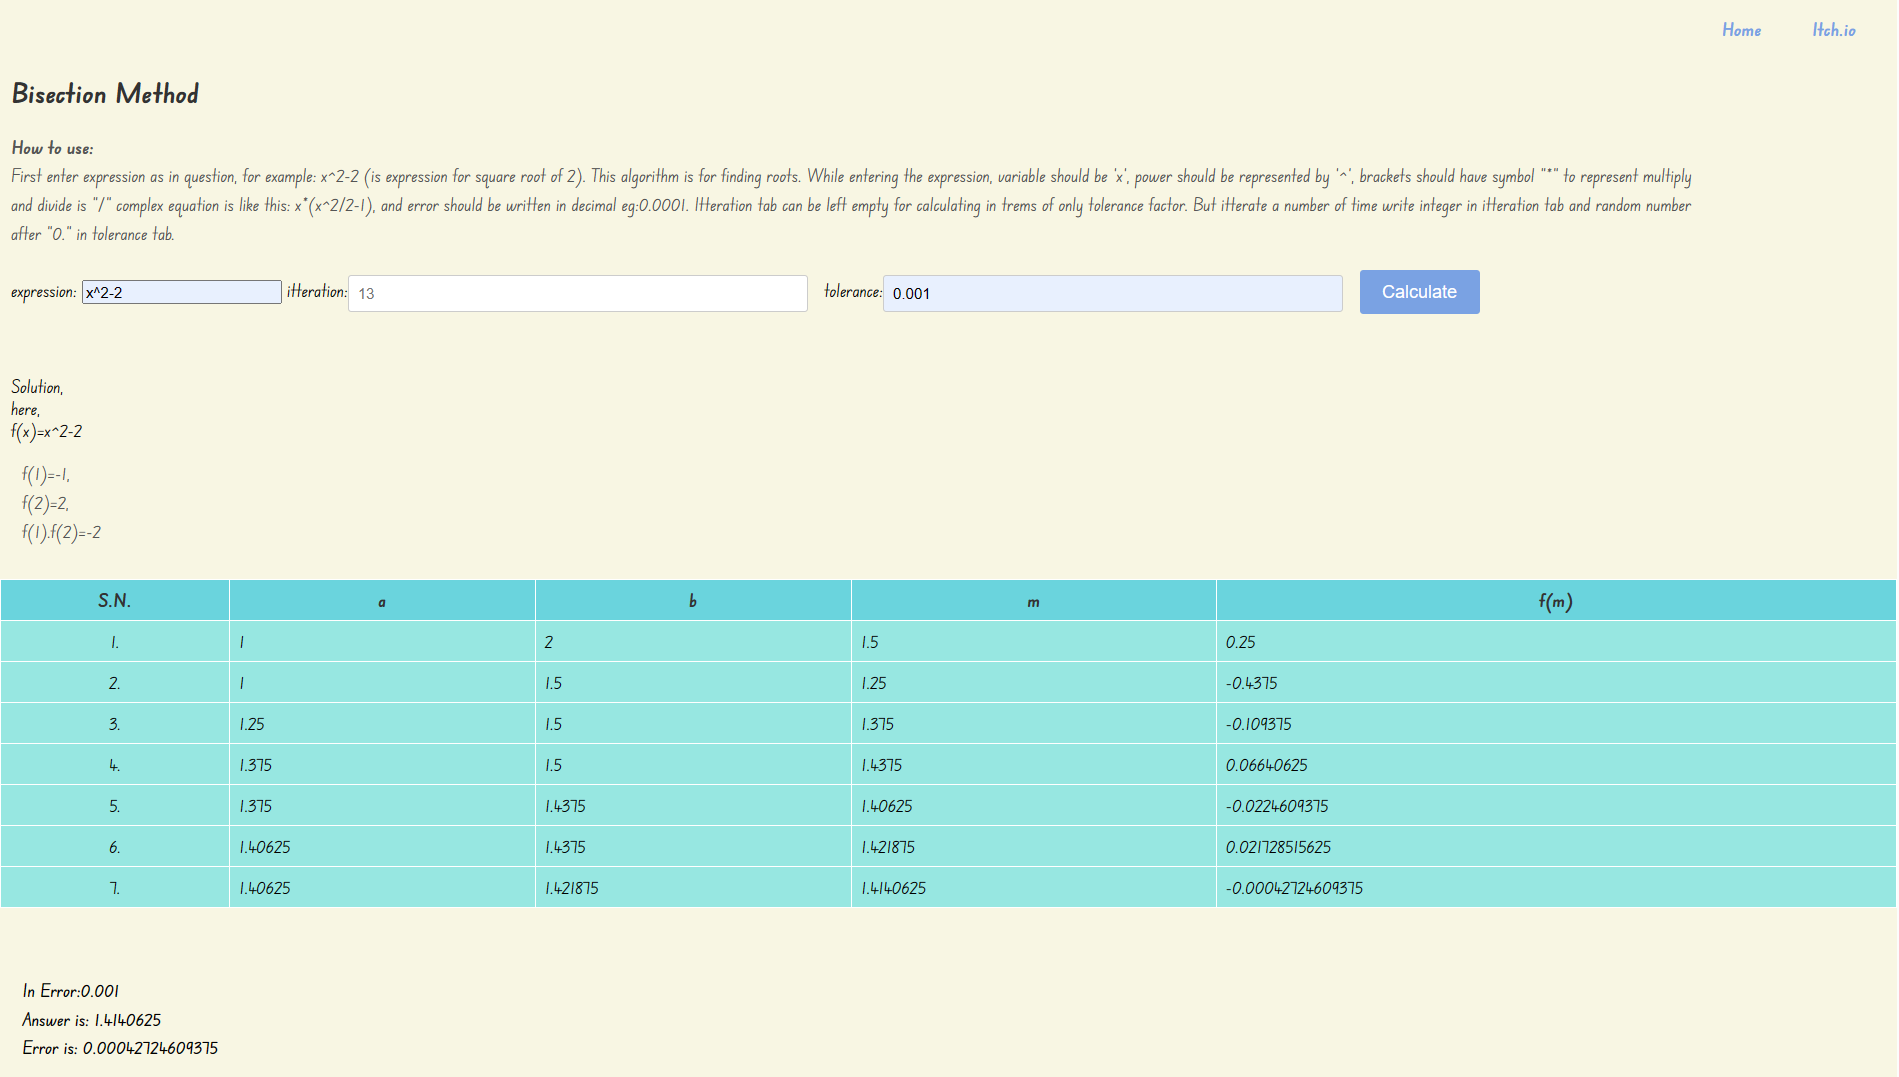 Home Itch.io
Bisection Method
How to use:
First enter expression as in question, for example: x^2-2 (is expression for square root of 2). This algorithm is for finding roots. While entering the expression, variable should be 'x', power should be represented by '^', brackets should have symbol "*" to represent multiply
and divide is "/" complex equation is like this: x*(x^2/2-1), and error should be written in decimal eg:0.0001. Itteration tab can be left empty for calculating in trems of only tolerance factor. But itterate a number of time write integer in itteration tab and random number
after "0." in tolerance tab.
expression: x^2-2 itteration: 13 tolerance: 0.001 Calculate
Solution,
here,
f(x)=x^2-2
f(1)=-1,
f(2)=2,
f(1).f(2)=-2
S.N. a b m f(m)
1. 1 2 1.5 0.25
2. 1 1.5 1.25 -0.4375
3. 1.25 1.5 1.375 -0.109375
4. 1.375 1.5 1.4375 0.06640625
5. 1.375 1.4375 1.40625 -0.0224609375
6. 1.40625 1.4375 1.421875 0.021728515625
7. 1.40625 1.421875 1.4140625 -0.00042724609375
In Error:0.001
Answer is: 1.4140625
Error is: 0.00042724609375